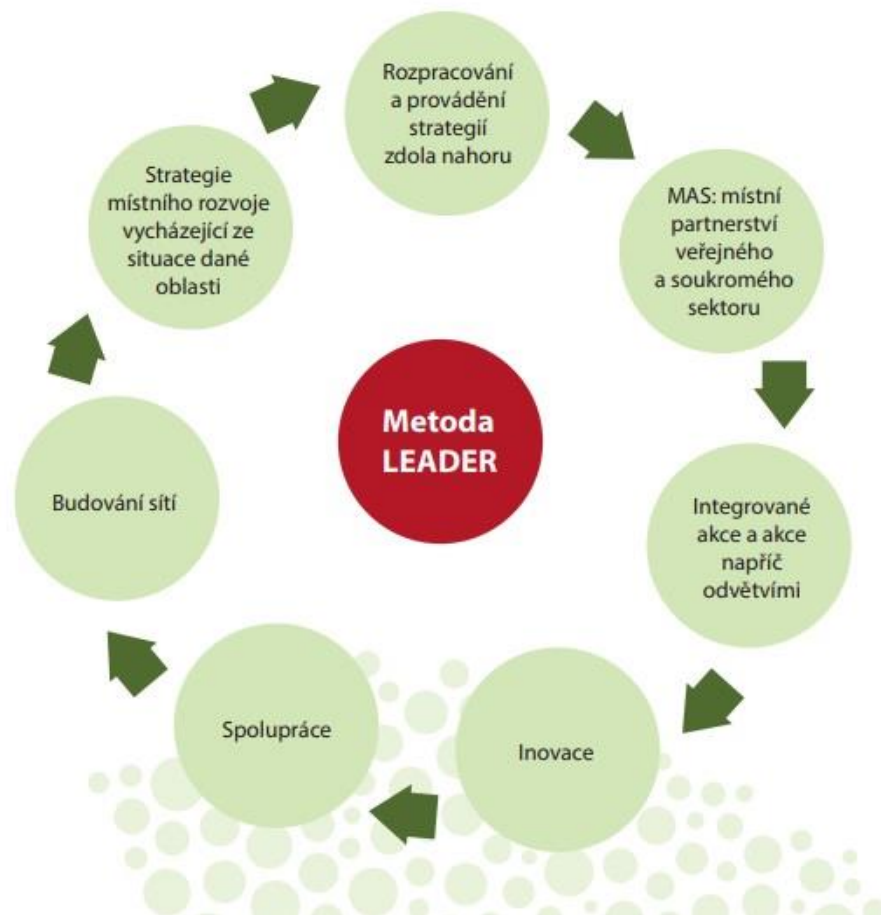 Rozpracování
a provádění
strategií
zdola nahoru
MAS: místní
partnerství
veřejného
a soukromého
sektoru
Integrované
akce a akce
napříč
odvětvími
Inovace
Spolupráce
Budování sítí
Strategie
místního rozvoje
vycházející ze
situace dané
oblasti
Metoda
LEADER